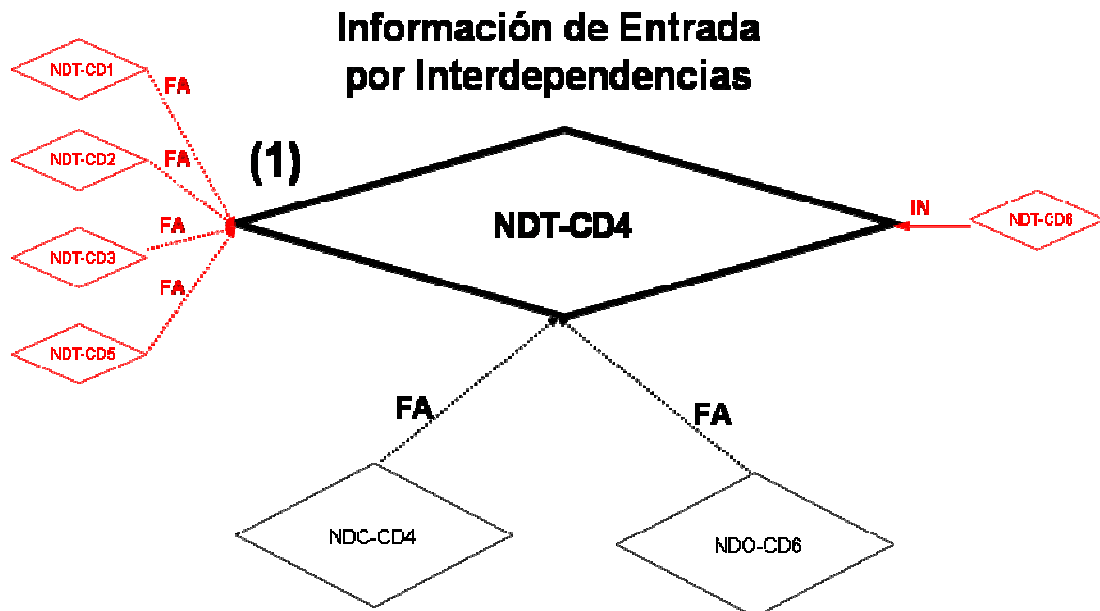 Información de Entrada
por Interdependencias
NDT-CD1
FA
NDT-CD2
FA
(1)
NDT-CD3
FA
NDT-CD4
IN
NDT-CD6
FA
NDT-CD5
FA
FA
NDC-CD4
NDO-CD6